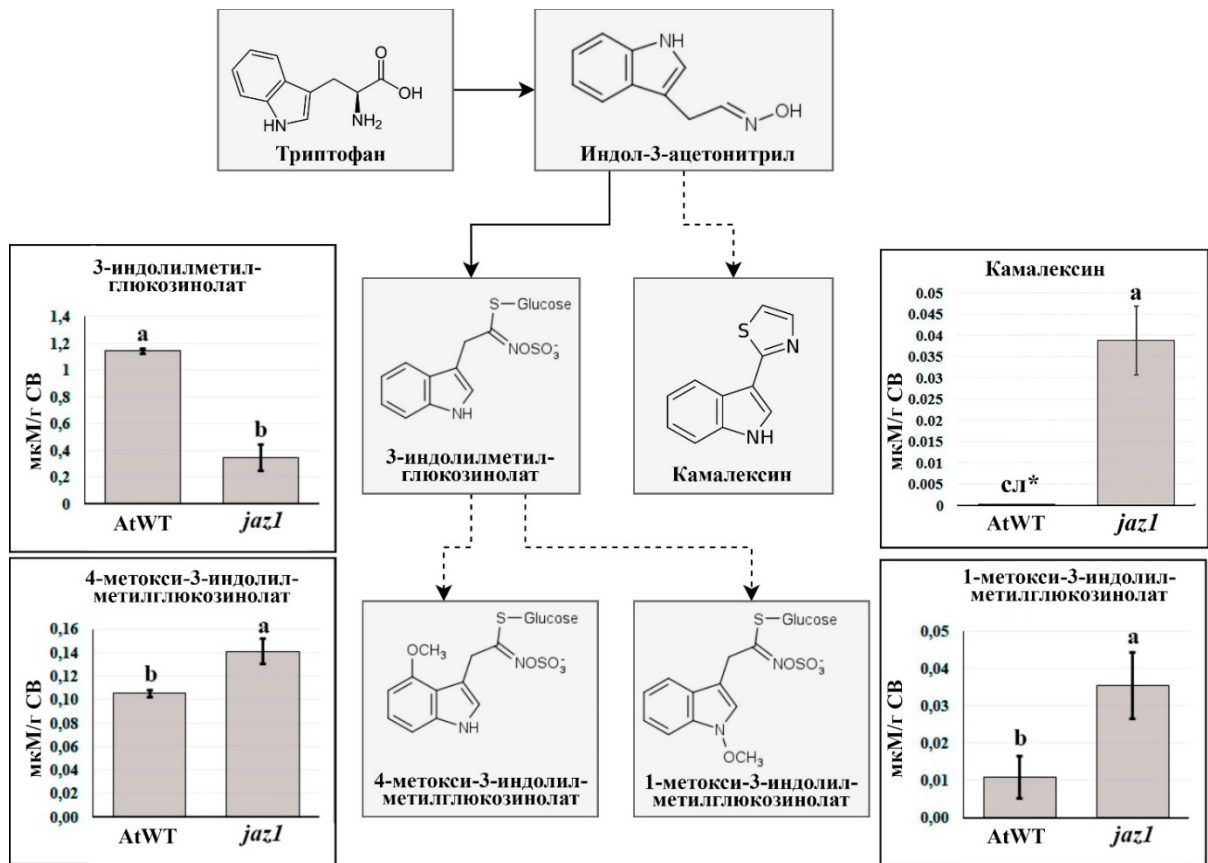 O
OH
NH₂
HN
Триптофан
NH
N
OH
Индол-3-ацетонитрил
3-индолилметил-
глюкозинолат
1,4
1,2
1
0,8
0,6
0,4
0,2
0
мкМ/г СВ
a
b
AtWT
jaz1
S—Glucose
NOSO₃⁻
NH
3-индолилметил-
глюкозинолат
S
N
NH
Камалексин
Камалексин
0.05
0.045
0.04
0.035
0.03
0.025
0.02
0.015
0.01
0.005
0
мкМ/г СВ
сл*
a
AtWT
jaz1
4-метокси-3-индолил-
метилглюкозинолат
0,16
0,14
0,12
0,10
0,08
0,06
0,04
0,02
0,00
мкМ/г СВ
b
a
AtWT
jaz1
S—Glucose
OCH₃
NOSO₃⁻
NH
4-метокси-3-индолил-
метилглюкозинолат
S—Glucose
NOSO₃⁻
N
OCH₃
1-метокси-3-индолил-
метилглюкозинолат
1-метокси-3-индолил-
метилглюкозинолат
0,05
0,04
0,03
0,02
0,01
0,00
мкМ/г СВ
b
a
AtWT
jaz1